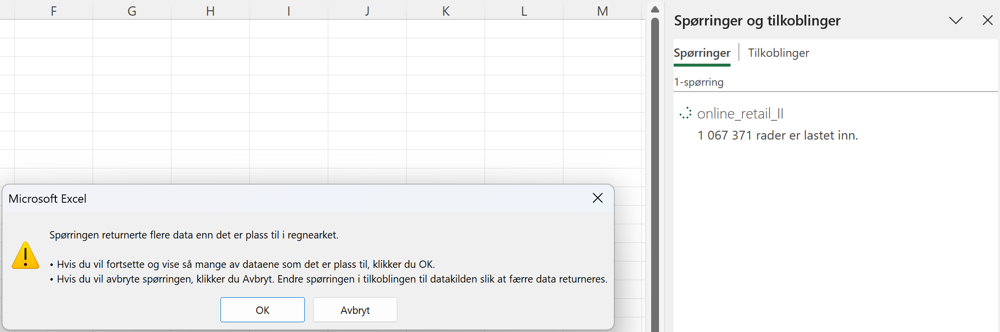 F G H I J K L M
Spørringer og tilkoblinger
Spørringer Tilkoblinger
1-spørring
online_retail_II
1 067 371 rader er lastet inn.
Microsoft Excel
Spørringen returnerte flere data enn det er plass til i regnearket.
• Hvis du vil fortsette og vise så mange av dataene som det er plass til, klikker du OK.
• Hvis du vil avbryte spørringen, klikker du Avbryt. Endre spørringen i tilkoblingen til datakilden slik at færre data returneres.
OK Avbryt